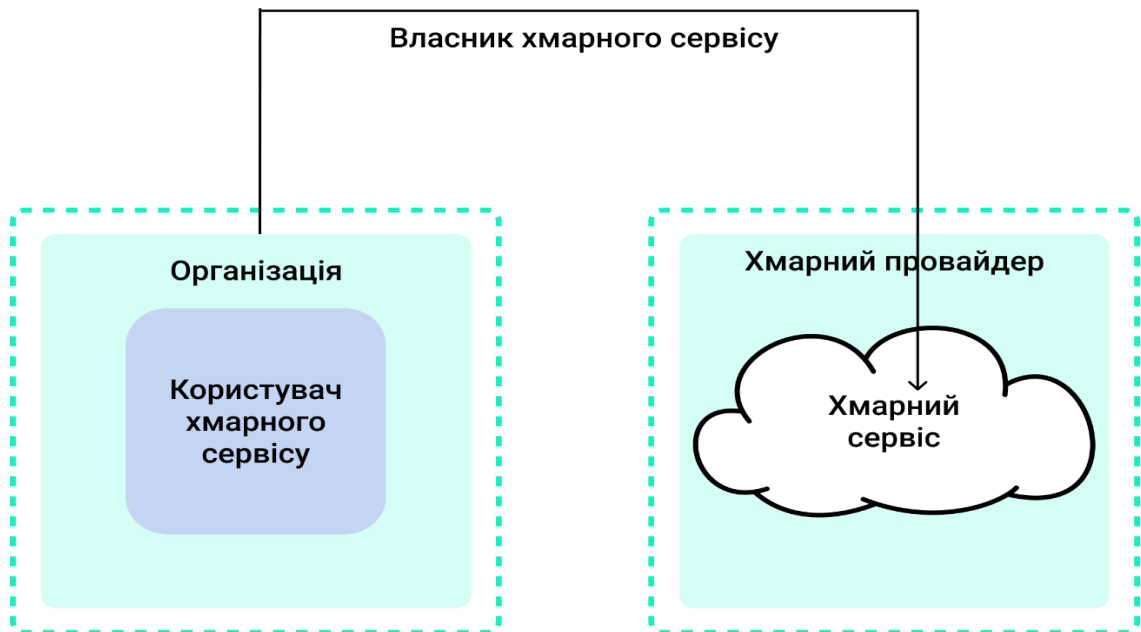 Власник хмарного сервісу
Організація
Користувач
хмарного
сервісу
Хмарний провайдер
Хмарний
сервіс